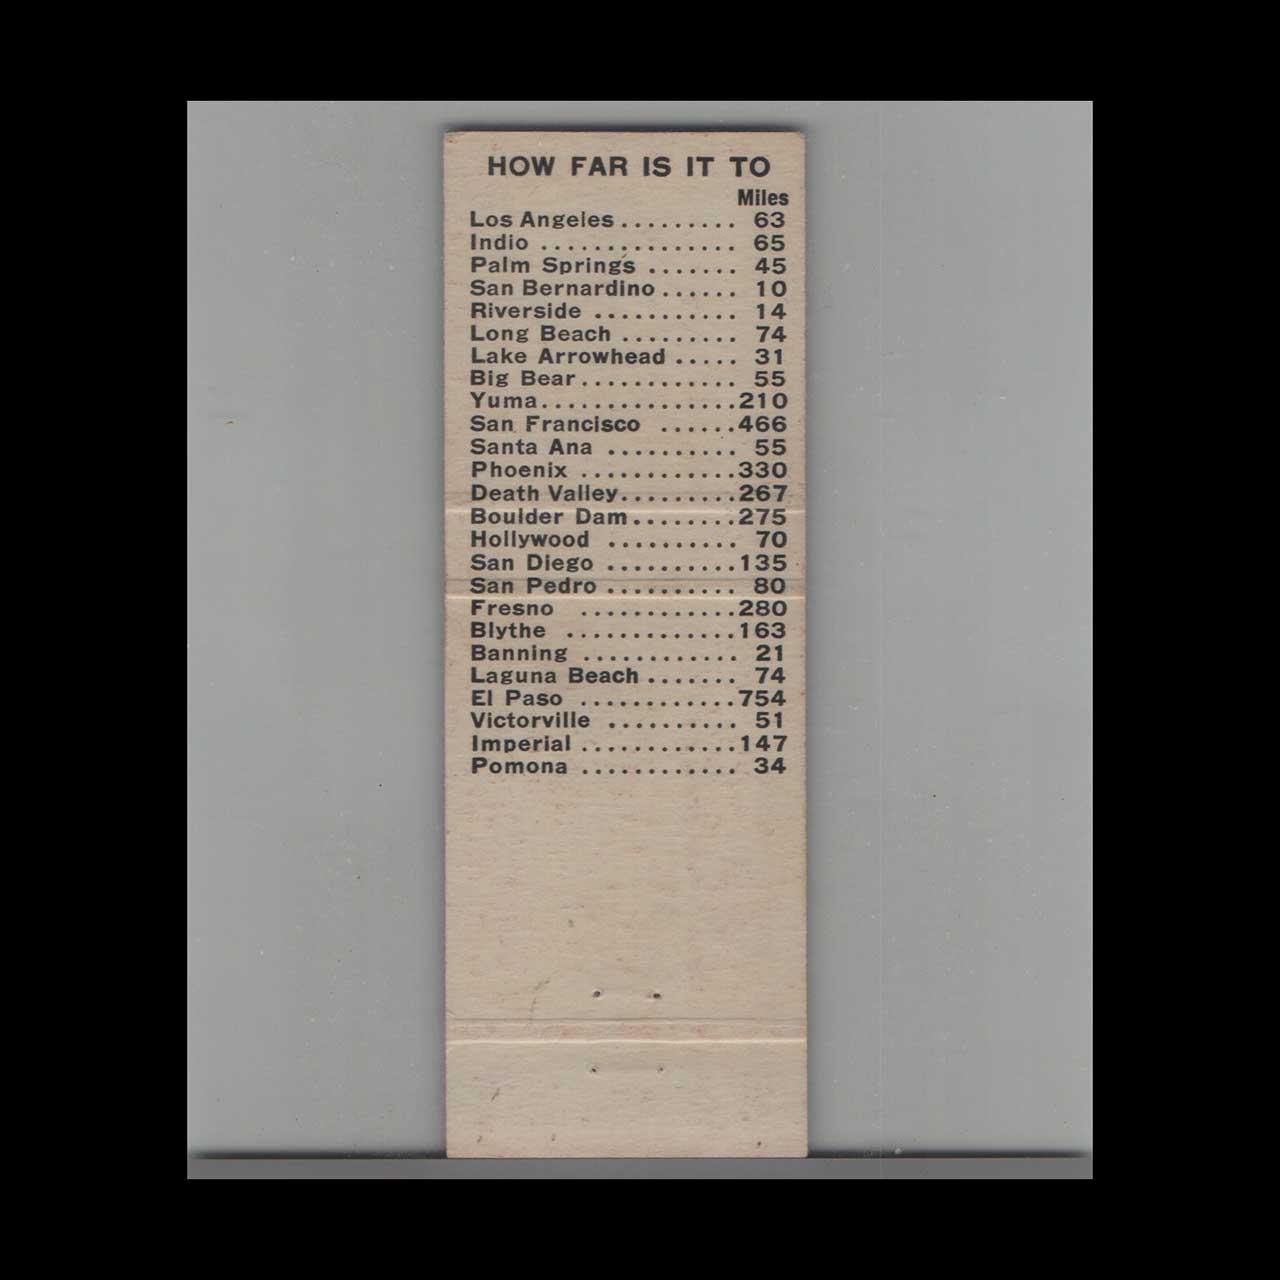 HOW FAR IS IT TO
Miles
Los Angeles ......... 63
Indio ............... 65
Palm Springs ....... 45
San Bernardino ...... 10
Riverside ........... 14
Long Beach ......... 74
Lake Arrowhead ..... 31
Big Bear............ 55
Yuma...............210
San Francisco ......466
Santa Ana .......... 55
Phoenix ............330
Death Valley.........267
Boulder Dam........275
Hollywood .......... 70
San Diego ..........135
San Pedro .......... 80
Fresno ............280
Blythe .............163
Banning ............ 21
Laguna Beach ....... 74
El Paso ............754
Victorville .......... 51
Imperial ............147
Pomona ............ 34